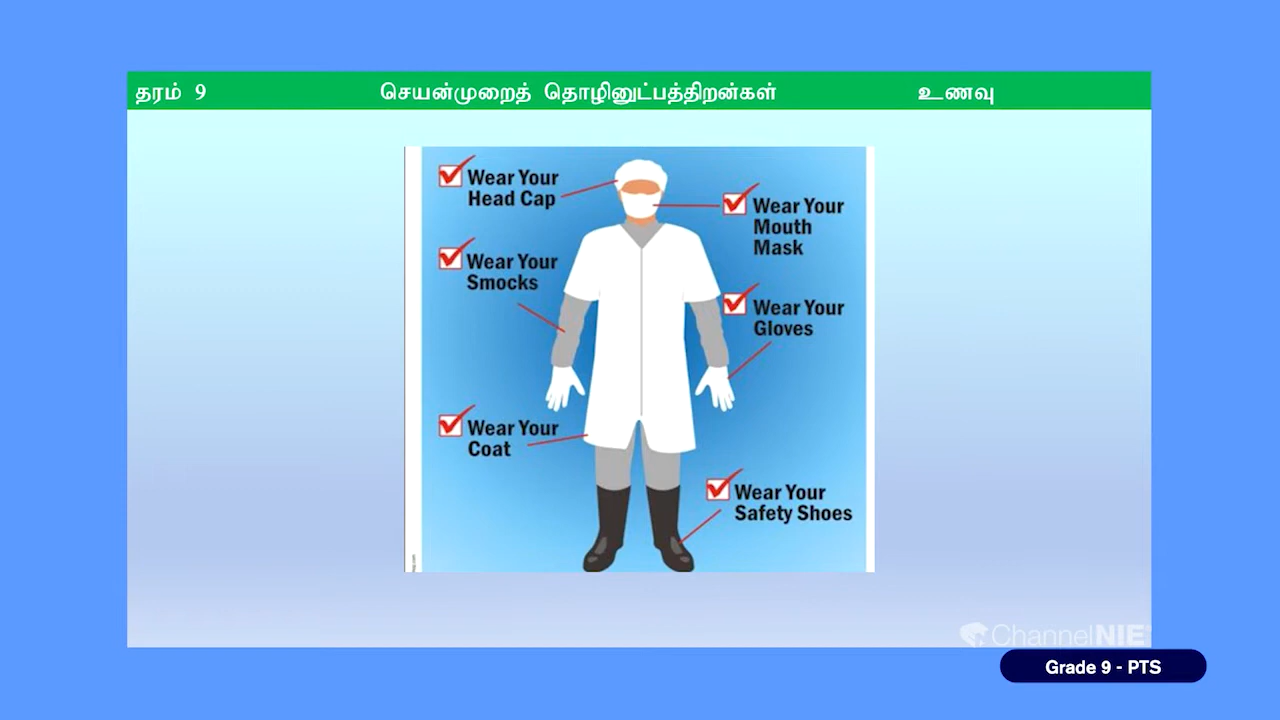 தரம் 9 செயன்முறைத் தொழினுட்பத்திறன்கள் உணவு
Wear Your
Head Cap
Wear Your
Mouth
Mask
Wear Your
Smocks
Wear Your
Gloves
Wear Your
Coat
Wear Your
Safety Shoes
ChannelNIE
Grade 9 - PTS